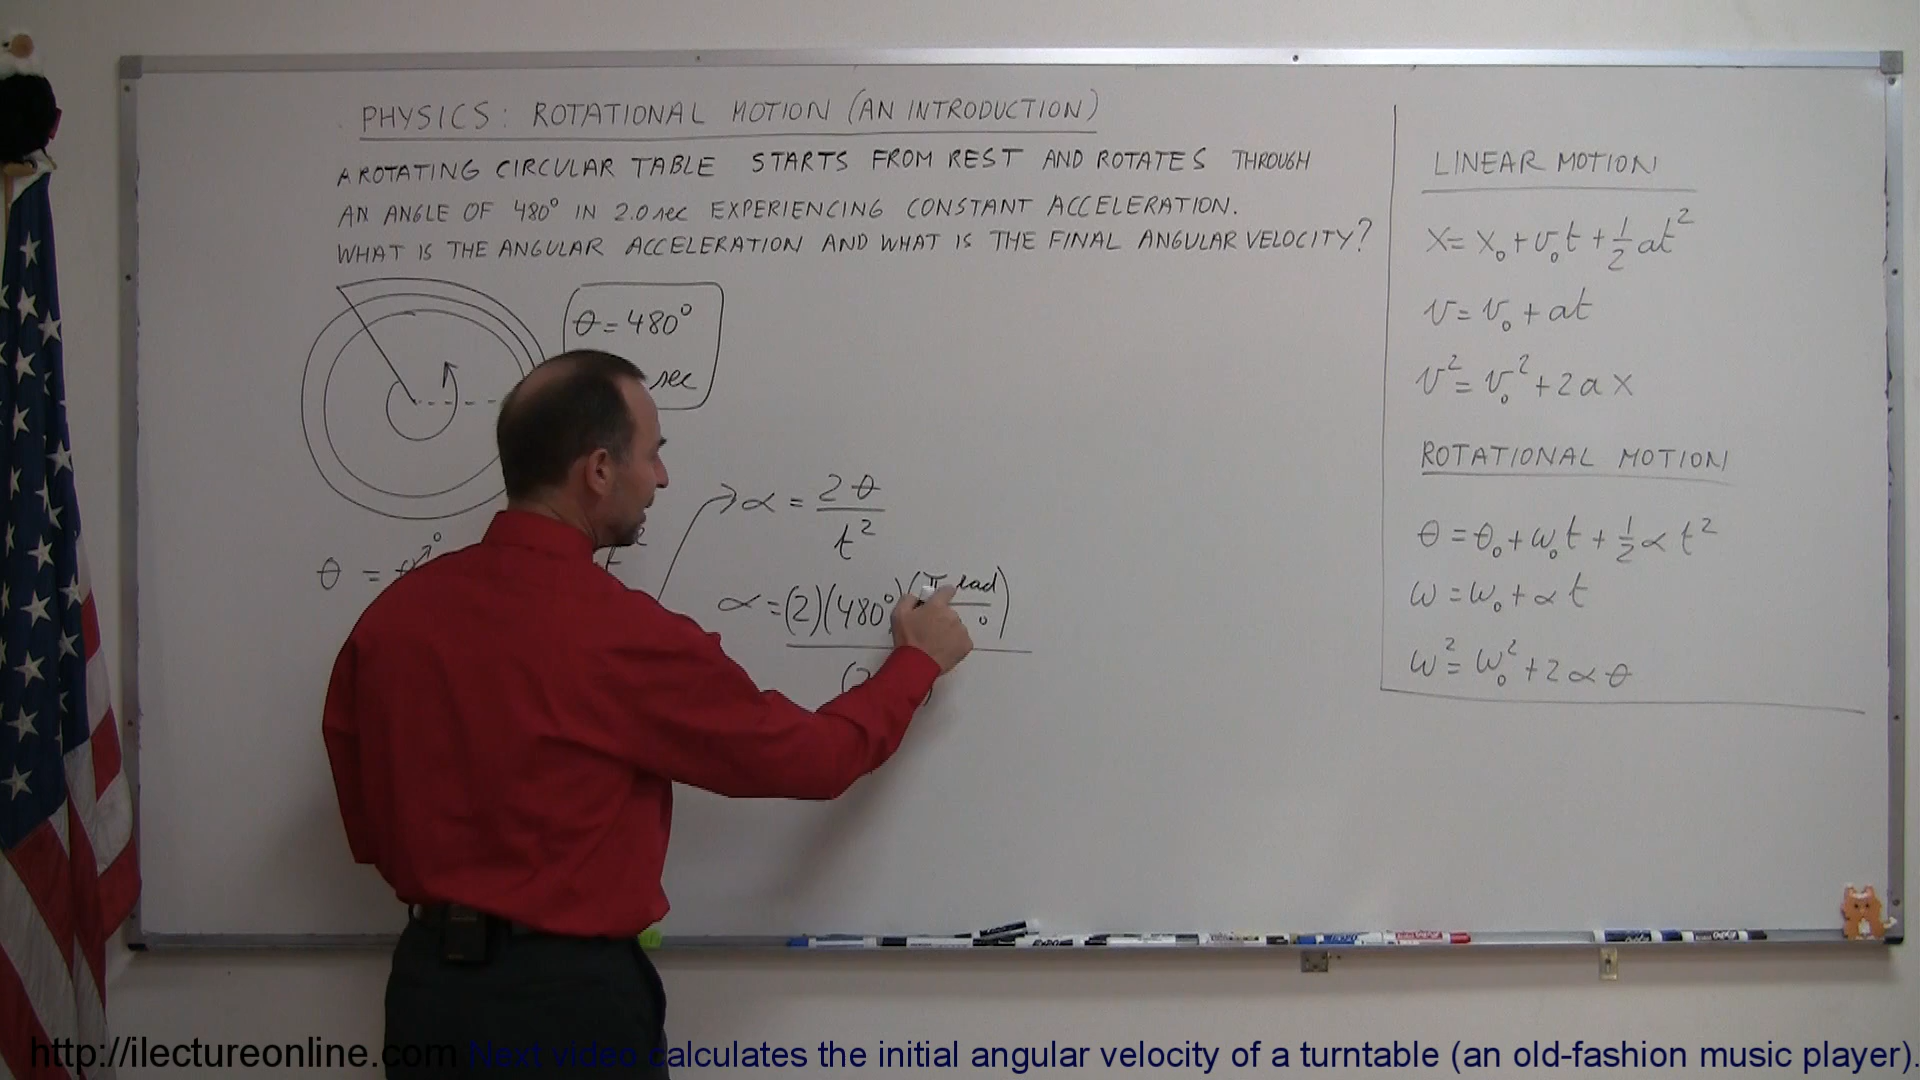 PHYSICS: ROTATIONAL MOTION (AN INTRODUCTION)
A ROTATING CIRCULAR TABLE STARTS FROM REST AND ROTATES THROUGH
AN ANGLE OF 480° IN 2.0 sec EXPERIENCING CONSTANT ACCELERATION.
WHAT IS THE ANGULAR ACCELERATION AND WHAT IS THE FINAL ANGULAR VELOCITY?
θ = 480°
sec
α = 2θ / t²
θ =
α = (2)(480°)(π rad
LINEAR MOTION
x = x₀ + v₀t + ½ at²
v = v₀ + at
v² = v₀² + 2ax
ROTATIONAL MOTION
θ = θ₀ + ω₀t + ½ αt²
ω = ω₀ + αt
ω² = ω₀² + 2αθ
http://ilectureonline.com Next video calculates the initial angular velocity of a turntable (an old-fashion music player).